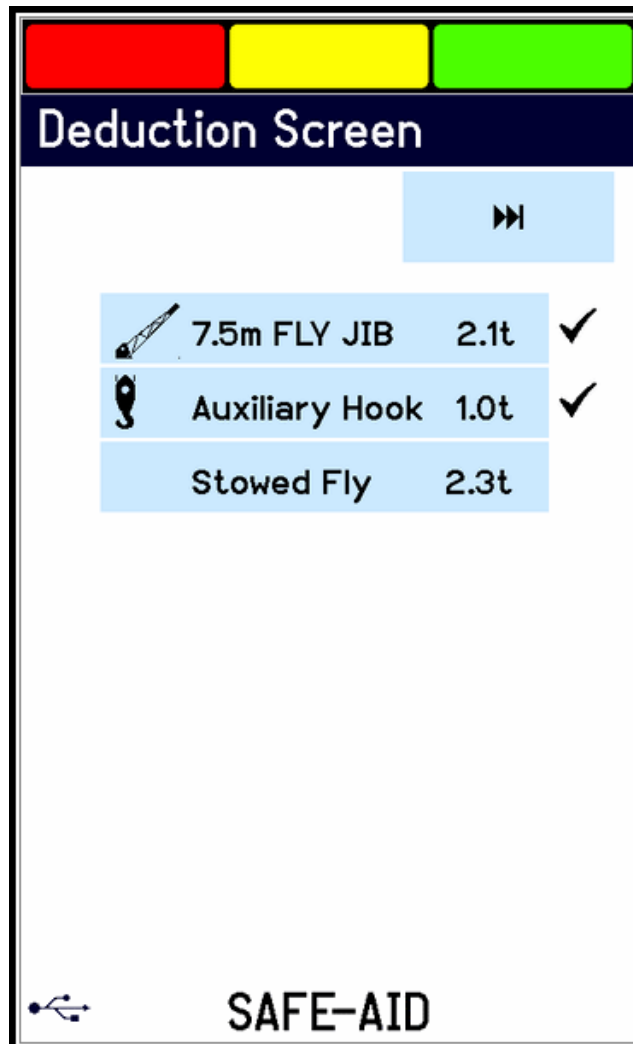 Deduction Screen
7.5m FLY JIB 2.1t
Auxiliary Hook 1.0t
Stowed Fly 2.3t
SAFE-AID